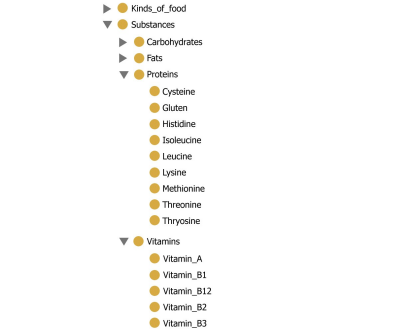 Kinds_of_food
Substances
Carbohydrates
Fats
Proteins
Cysteine
Gluten
Histidine
Isoleucine
Leucine
Lysine
Methionine
Threonine
Thryosine
Vitamins
Vitamin_A
Vitamin_B1
Vitamin_B12
Vitamin_B2
Vitamin_B3